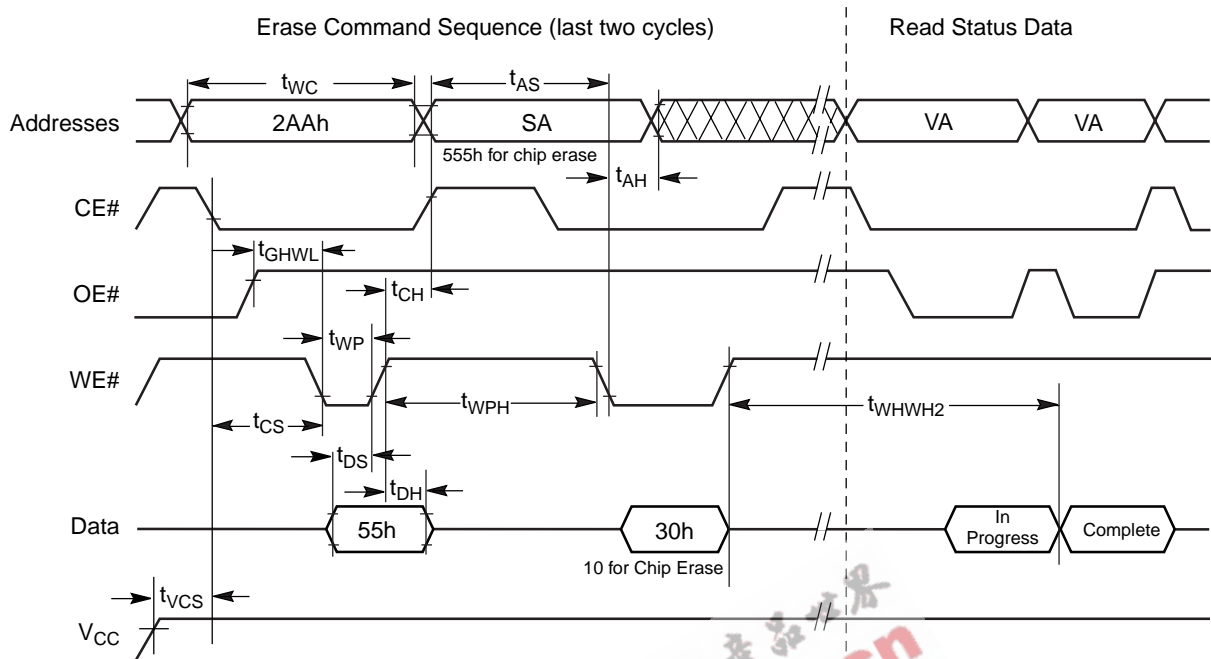 Erase Command Sequence (last two cycles)
Read Status Data
tWC
tAS
Addresses
2AAh
SA
VA
VA
555h for chip erase
tAH
CE#
tGHWL
OE#
tCH
tWP
WE#
tWPH
tWHWH2
tCS
tDS
tDH
Data
55h
30h
In
Progress
Complete
10 for Chip Erase
tVCS
VCC